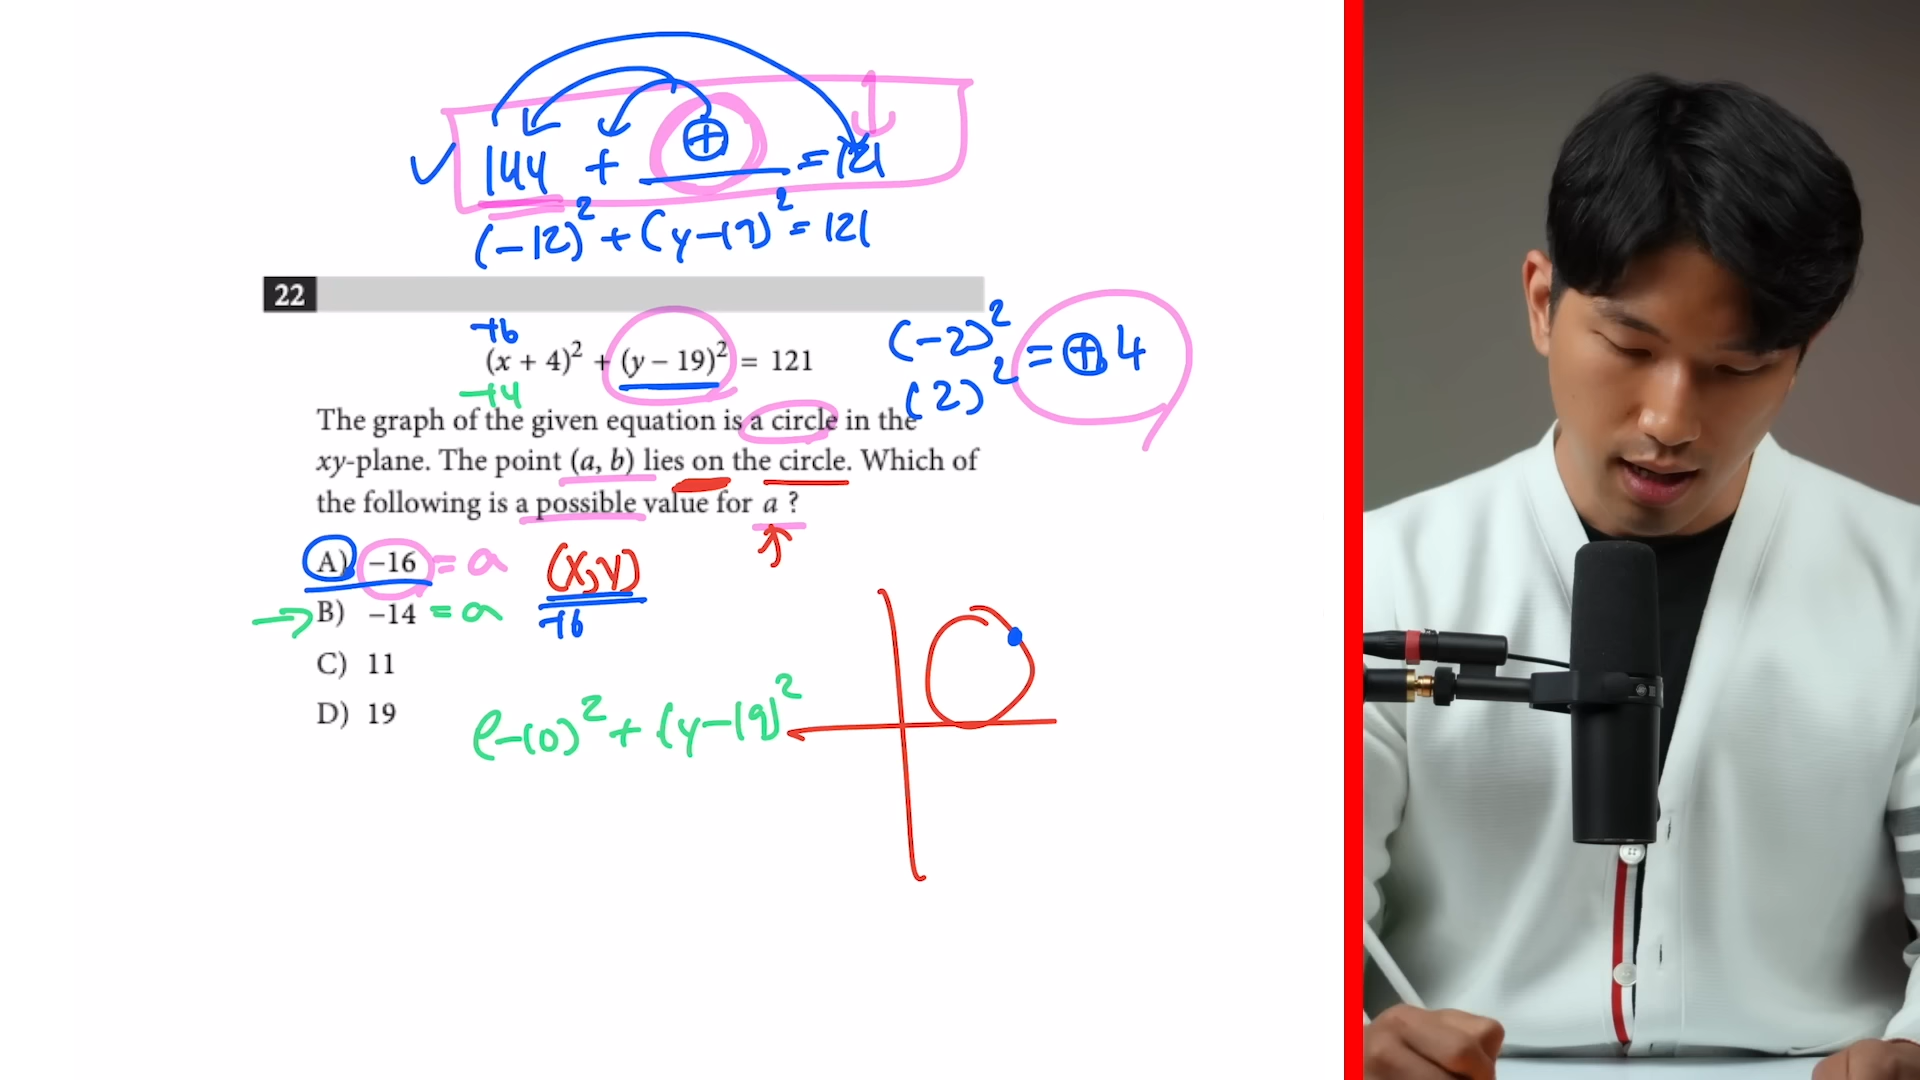 144 + ⊕ = 121
(-12)² + (y-19)² = 121
22
-16
(x + 4)² + (y – 19)² = 121
-14
(-2)² = ⊕ 4
(2)²
The graph of the given equation is a circle in the
xy-plane. The point (a, b) lies on the circle. Which of
the following is a possible value for a ?
A) –16 = a (x,y)
-16
B) –14 = a
C) 11
D) 19
(-10)² + (y-19)²